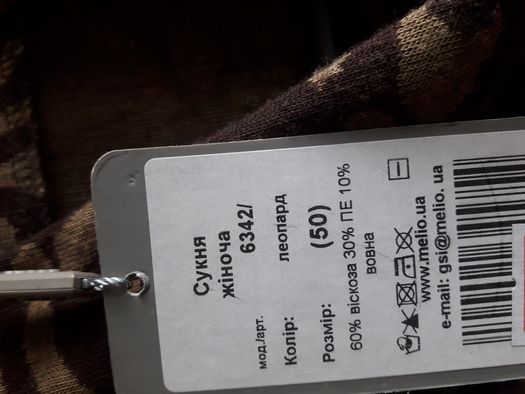 Сукня
жіноча
мод./арт. 6342/
Колір: леопард
Розмір: (50)
60% віскоза 30% ПЕ 10%
вовна
www.melio.ua
e-mail: gsi@melio. ua